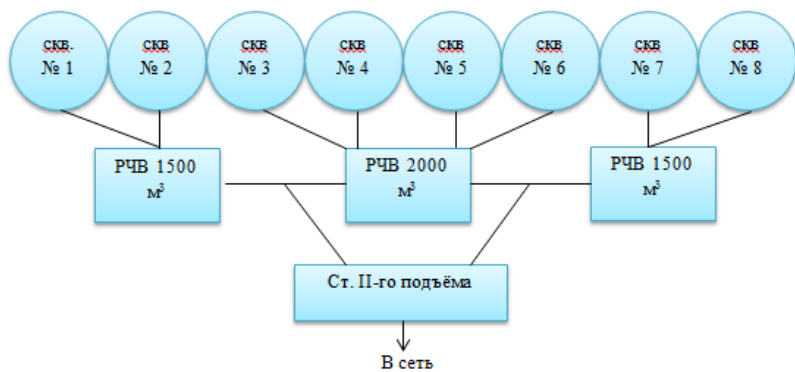 скв.
№ 1
скв
№ 2
скв
№ 3
скв
№ 4
скв
№ 5
скв
№ 6
скв
№ 7
скв
№ 8
РЧВ 1500
м³
РЧВ 2000
м³
РЧВ 1500
м³
Ст. II-го подъёма
В сеть